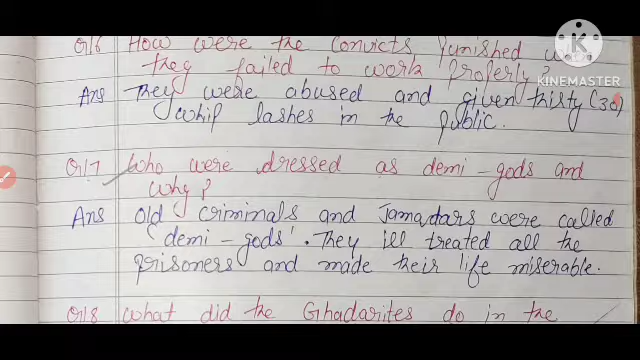 Q16 How were the convicts punished w
they failed to work properly?
Ans They were abused and given thirty (30)
whip lashes in the public.
Q17 Who were dressed as demi-gods and
why?
Ans Old criminals and Jamadars were called
'demi-gods'. They ill treated all the
prisoners and made their life miserable.
Q18 What did the Ghadarites do in the
K
KINEMASTER